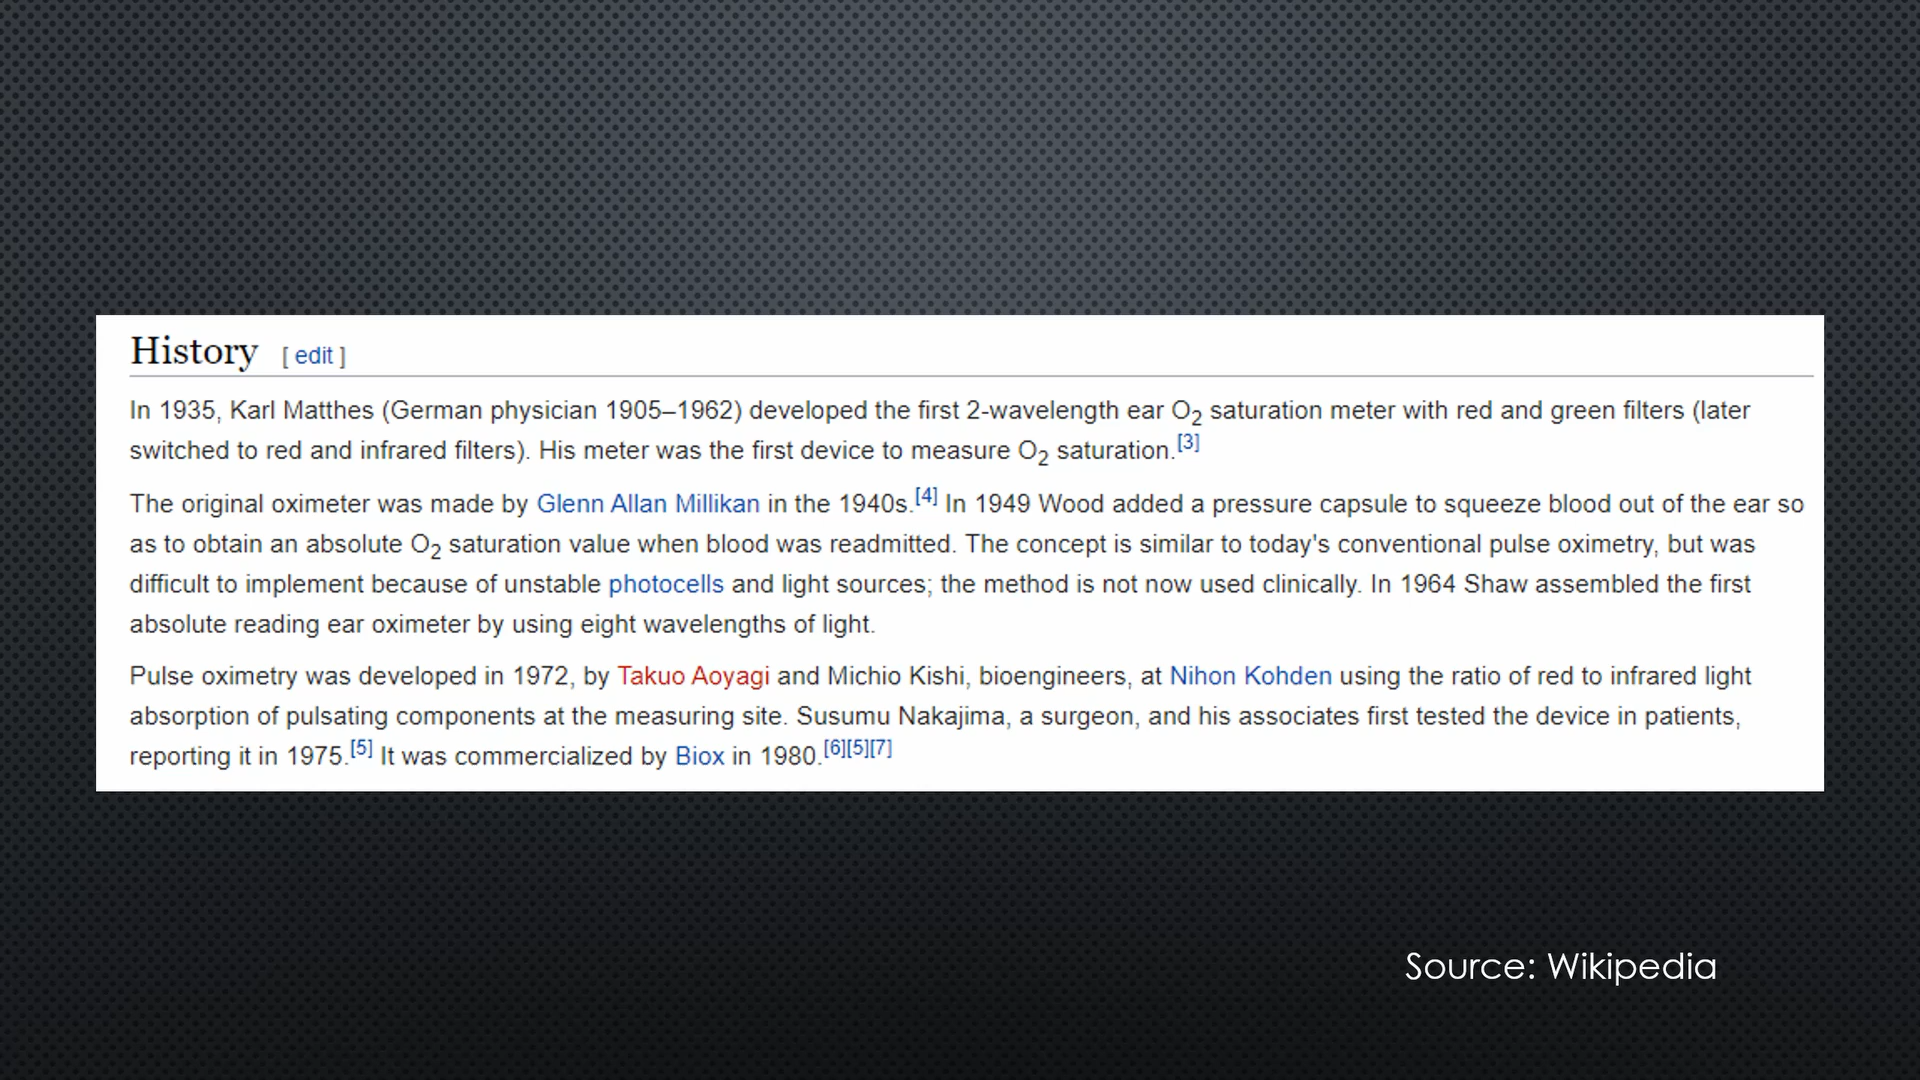 History [ edit ]
In 1935, Karl Matthes (German physician 1905–1962) developed the first 2-wavelength ear O2 saturation meter with red and green filters (later
switched to red and infrared filters). His meter was the first device to measure O2 saturation.[3]
The original oximeter was made by Glenn Allan Millikan in the 1940s.[4] In 1949 Wood added a pressure capsule to squeeze blood out of the ear so
as to obtain an absolute O2 saturation value when blood was readmitted. The concept is similar to today's conventional pulse oximetry, but was
difficult to implement because of unstable photocells and light sources; the method is not now used clinically. In 1964 Shaw assembled the first
absolute reading ear oximeter by using eight wavelengths of light.
Pulse oximetry was developed in 1972, by Takuo Aoyagi and Michio Kishi, bioengineers, at Nihon Kohden using the ratio of red to infrared light
absorption of pulsating components at the measuring site. Susumu Nakajima, a surgeon, and his associates first tested the device in patients,
reporting it in 1975.[5] It was commercialized by Biox in 1980.[6][5][7]
Source: Wikipedia